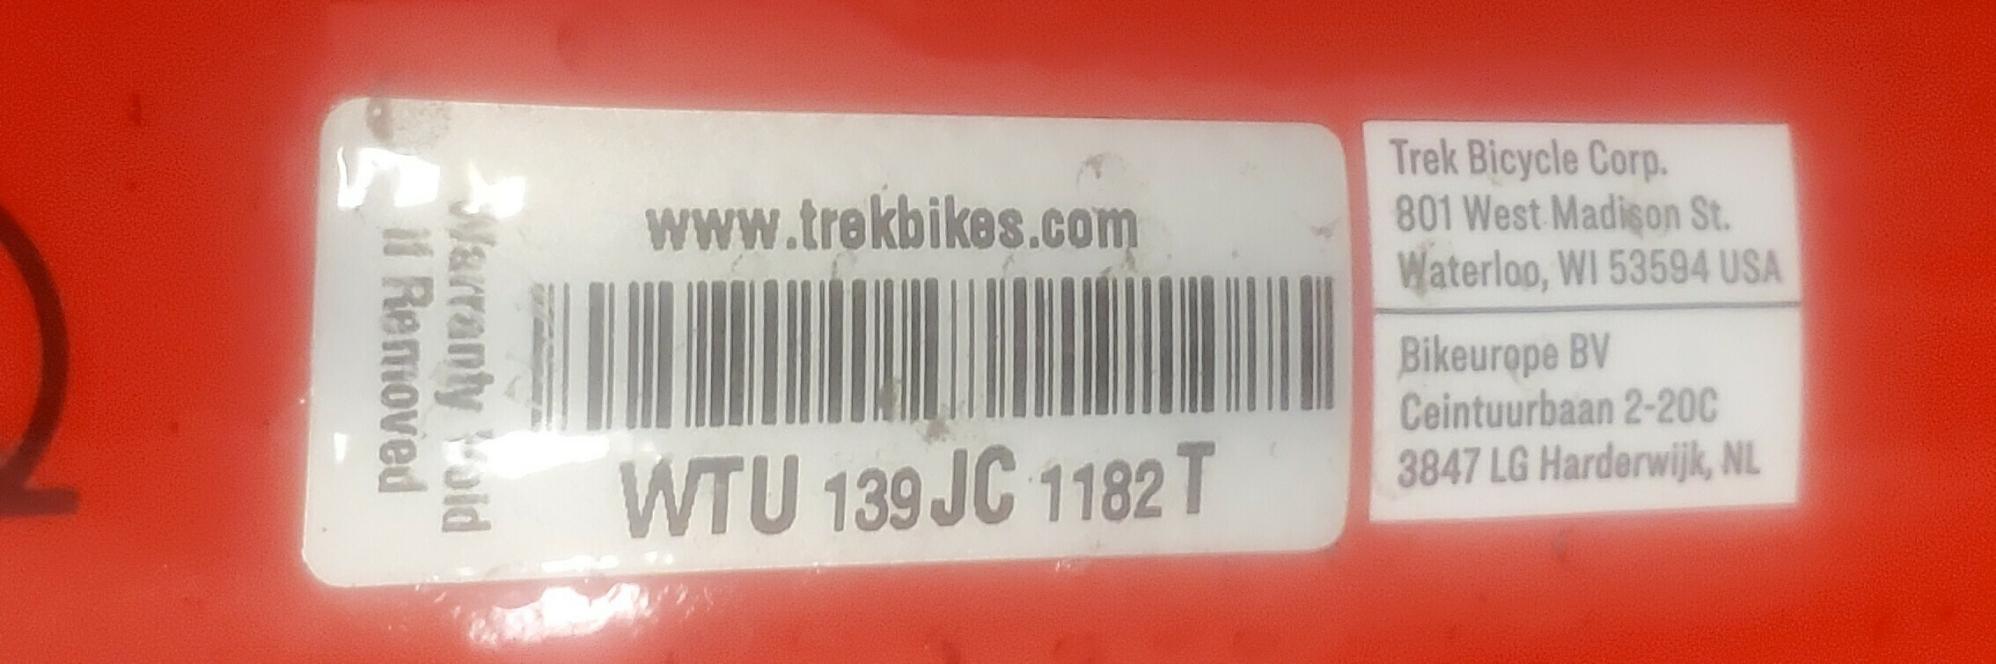 Warranty Void
If Removed
www.trekbikes.com
WTU 139 JC 1182 T
Trek Bicycle Corp.
801 West Madison St.
Waterloo, WI 53594 USA
Bikeurope BV
Ceintuurbaan 2-20C
3847 LG Harderwijk, NL